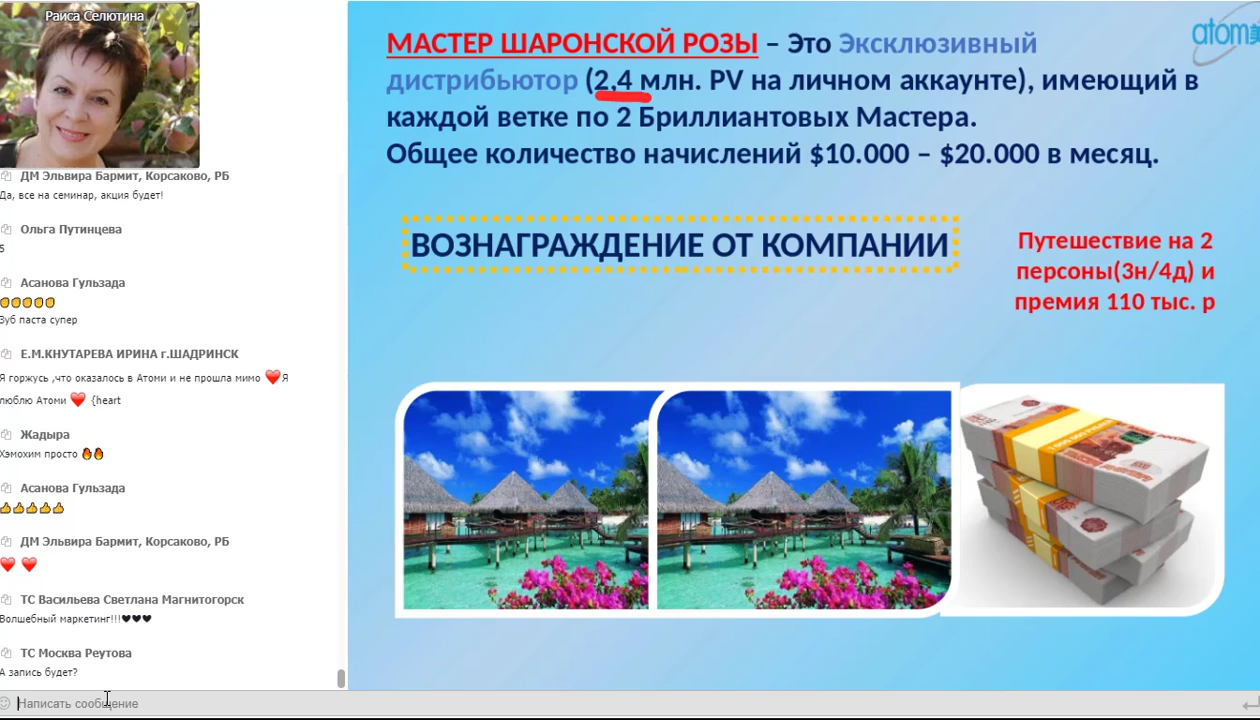 Раиса Селютина
ДМ Эльвира Бармит, Корсаково, РБ
Да, все на семинар, акция будет!
Ольга Путинцева
5
Асанова Гульзада
Зуб паста супер
Е.М.КНУТАРЕВА ИРИНА г.ШАДРИНСК
Я горжусь ,что оказалось в Атоми и не прошла мимо ❤️Я
люблю Атоми ❤️ {heart
Жадыра
Хэмохим просто 🔥🔥
Асанова Гульзада
👍👍👍👍👍
ДМ Эльвира Бармит, Корсаково, РБ
❤️ ❤️
ТС Васильева Светлана Магнитогорск
Волшебный маркетинг!!!♥♥♥
ТС Москва Реутова
А запись будет?
Написать сообщение
МАСТЕР ШАРОНСКОЙ РОЗЫ – Это Эксклюзивный
дистрибьютор (2,4 млн. PV на личном аккаунте), имеющий в
каждой ветке по 2 Бриллиантовых Мастера.
Общее количество начислений $10.000 – $20.000 в месяц.
atom
ВОЗНАГРАЖДЕНИЕ ОТ КОМПАНИИ
Путешествие на 2
персоны(3н/4д) и
премия 110 тыс. р